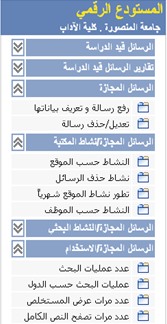 المستودع الرقمي
جامعة المنصورة . كلية الآداب
الرسائل قيد الدراسة
تقارير الرسائل قيد الدراسة
الرسائل المجازة
رفع رسالة و تعريف بياناتها
تعديل/حذف رسالة
الرسائل المجازة/نشاط المكتبة
النشاط حسب الموقع
نشاط حذف الرسائل
تطور نشاط الموقع شهرياً
النشاط حسب الموظف
الرسائل المجازة/النشاط البحثي
الرسائل المجازة/الاستخدام
عدد عمليات البحث
عمليات البحث حسب الدول
عدد مرات عرض المستخلص
عدد مرات تصفح النص الكامل